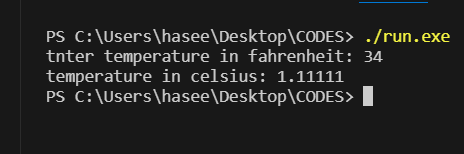 PS C:\Users\hasee\Desktop\CODES> ./run.exe
tnter temperature in fahrenheit: 34
temperature in celsius: 1.11111
PS C:\Users\hasee\Desktop\CODES>